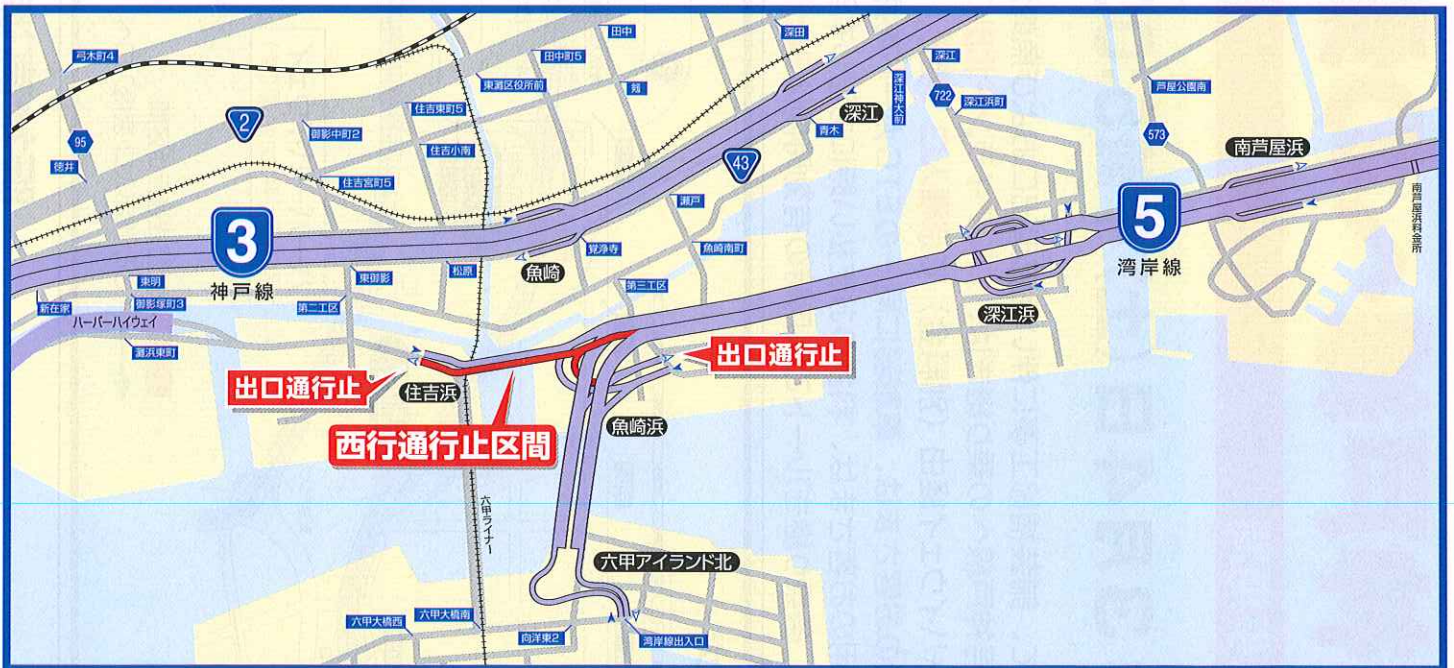 弓木町4
田中
深田
深江
田中町5
東灘区役所前
剱
深江神大前
722
深江浜町
芦屋公園南
住吉東町5
2
御影中町2
95
徳井
住吉小南
深江
青木
43
573
南芦屋浜
住吉宮町5
瀬戸
5
湾岸線
南芦屋浜料金所
3
神戸線
覚浄寺
魚崎南町
魚崎
東明
東御影
松原
第三工区
新在家
御影塚町3
第二工区
深江浜
ハーバーハイウェイ
灘浜東町
出口通行止
出口通行止
住吉浜
魚崎浜
西行通行止区間
六甲ライナー
六甲アイランド北
六甲大橋西
六甲大橋南
向洋東2
湾岸線出入口